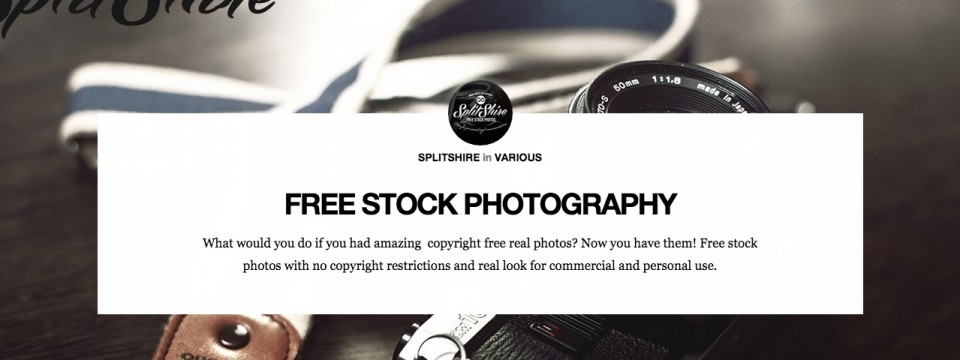 SplitShire
50mm 1:1.8 made in Japan
SplitShire
FREE STOCK PHOTOS
SPLITSHIRE in VARIOUS
FREE STOCK PHOTOGRAPHY
What would you do if you had amazing copyright free real photos? Now you have them! Free stock
photos with no copyright restrictions and real look for commercial and personal use.